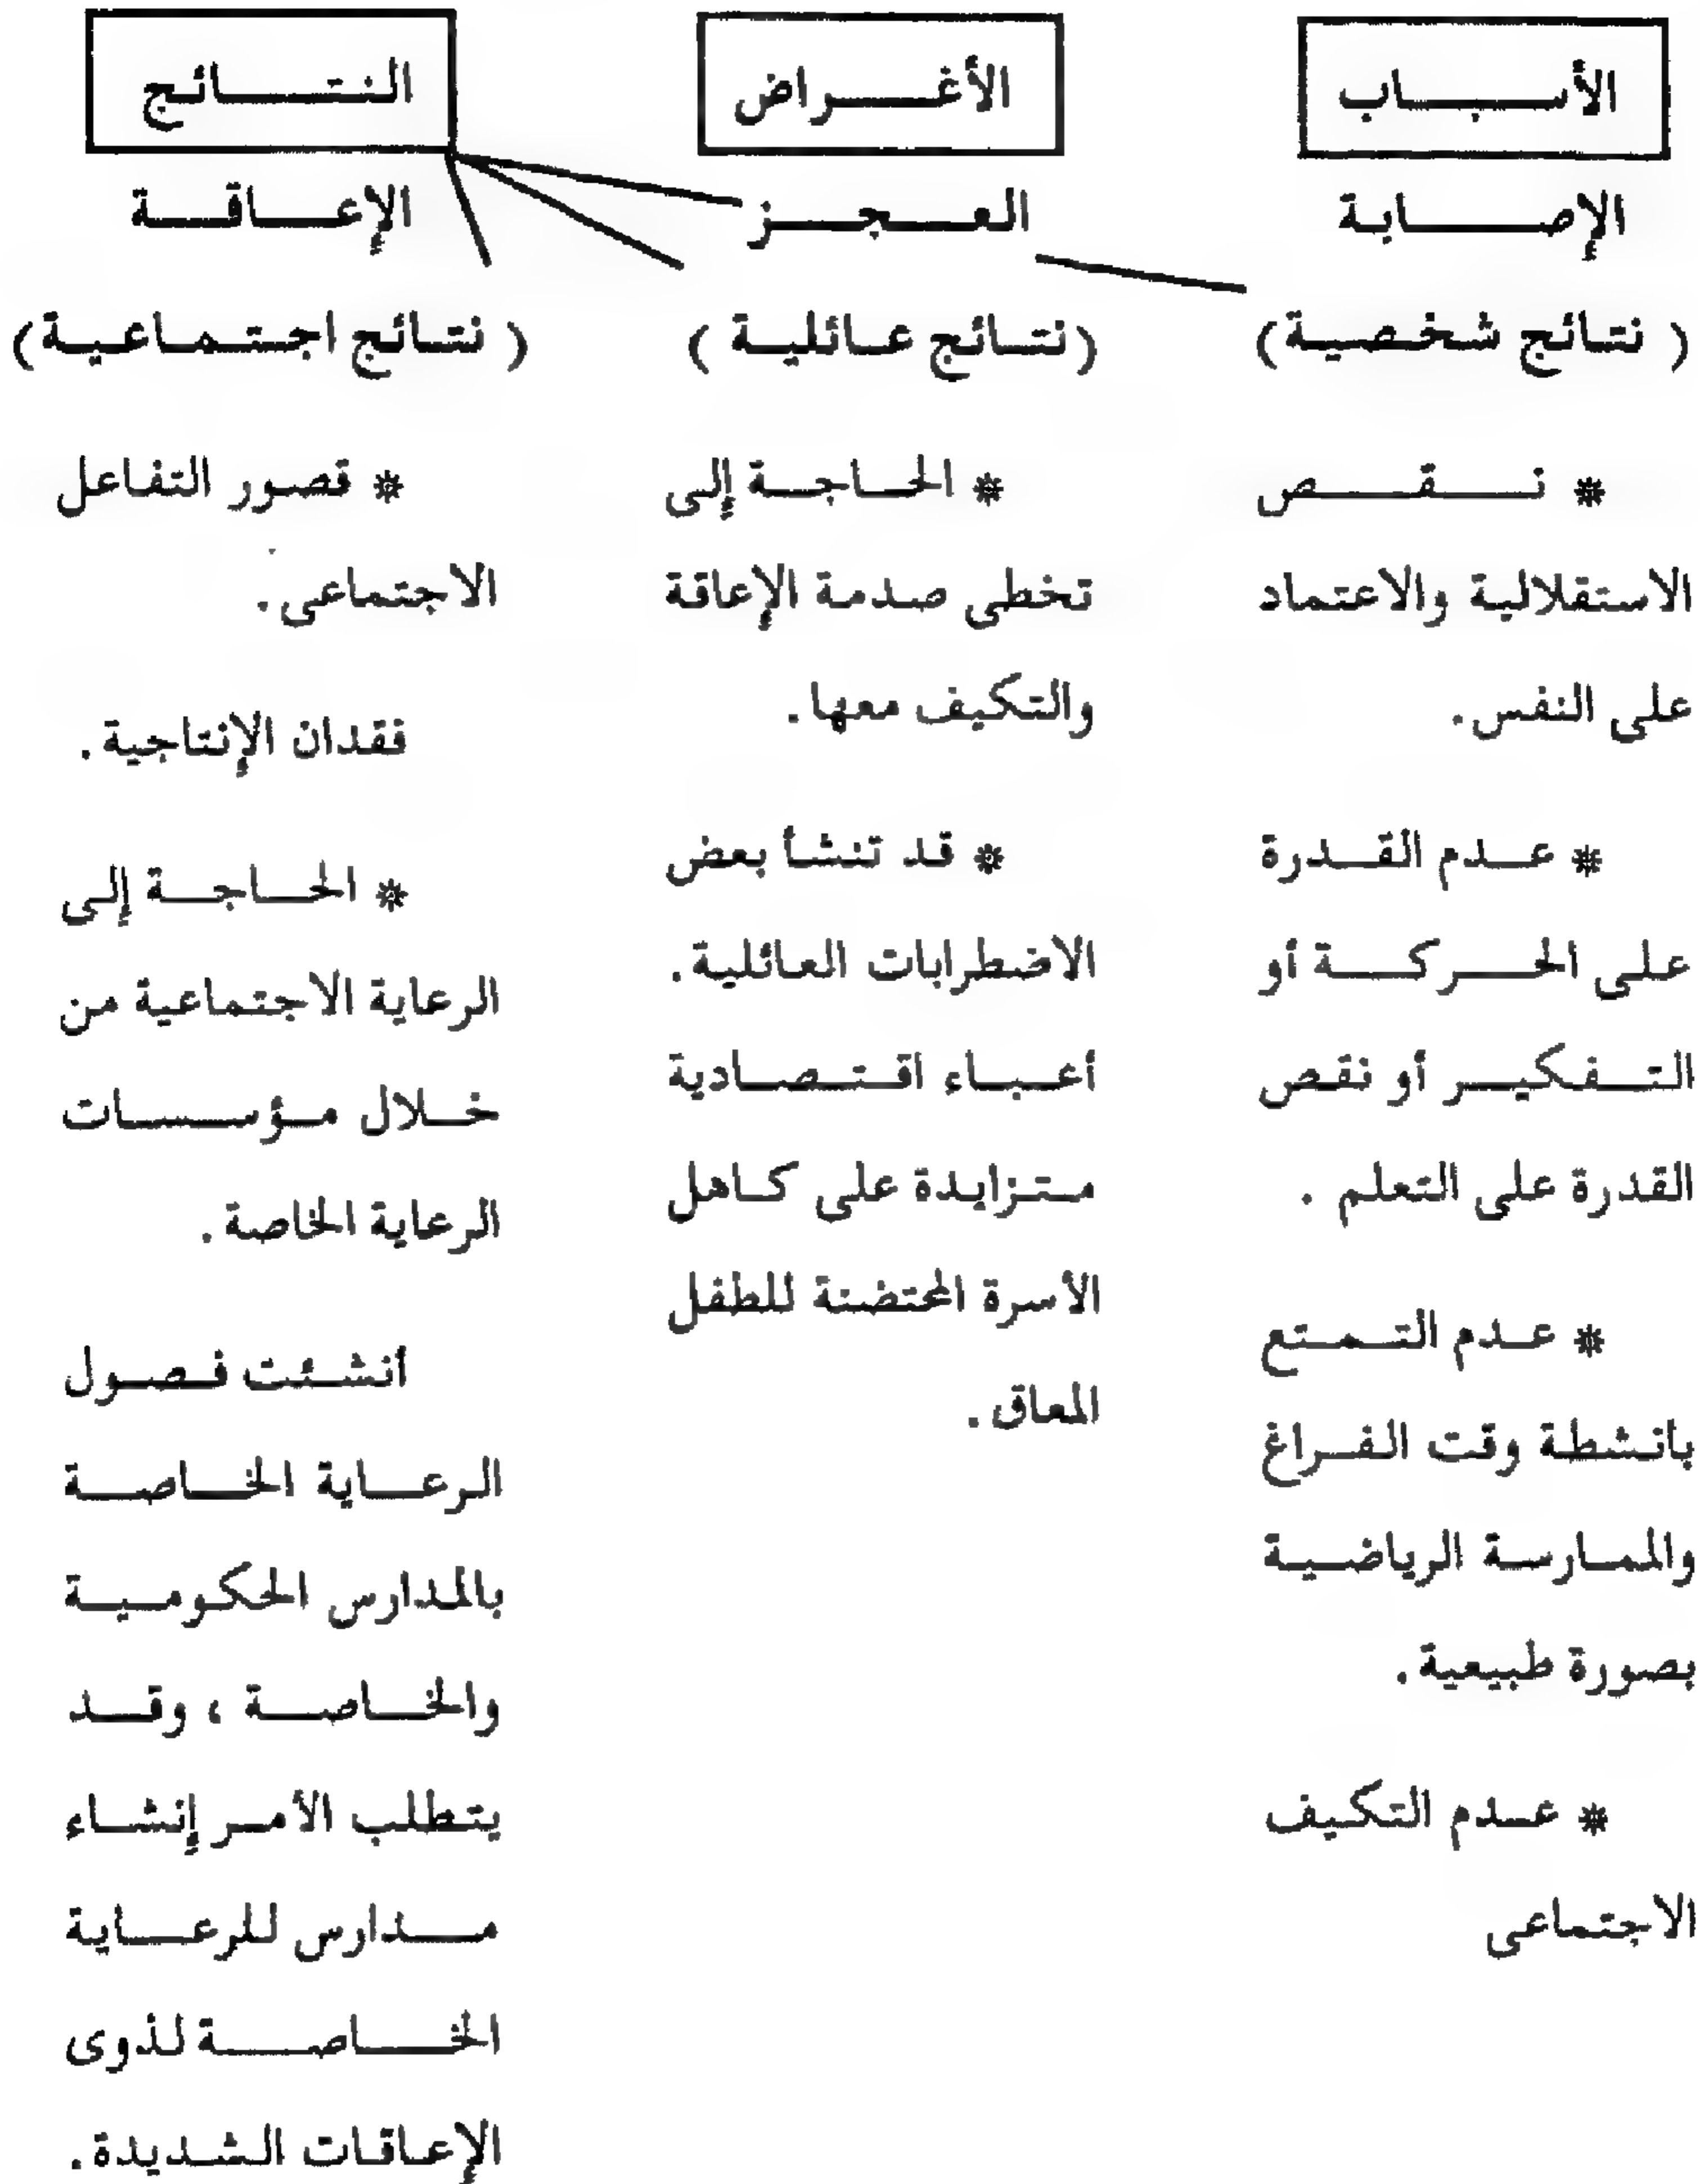 الأسباب
الإصابة
الأغراض
العجز
النتائج
الإعاقة
( نتائج شخصية)
* نقص
الاستقلالية والاعتماد
على النفس.
* عدم القدرة
على الحركة أو
التفكير أو نقص
القدرة على التعلم .
* عدم التمتع
بانشطة وقت الفراغ
والممارسة الرياضية
بصورة طبيعية.
* عدم التكيف
الاجتماعى
(نتائج عائلية )
* الحاجة إلى
تخطى صدمة الإعاقة
والتكيف معها.
* قد تنشأ بعض
الاضطرابات العائلية.
أعباء اقتصادية
متزايدة على كاهل
الأسرة المحتضنة للطفل
المعاق.
( نتائج اجتماعية)
* قصور التفاعل
الاجتماعى.
فقدان الإنتاجية.
* الحاجة إلى
الرعاية الاجتماعية من
خلال مؤسسات
الرعاية الخاصة.
أنشئت فصول
الرعاية الخاصة
بالمدارس الحكومية
والخاصة ، وقد
يتطلب الأمر إنشاء
مدارس للرعاية
الخاصة لذوى
الإعاقات الشديدة.